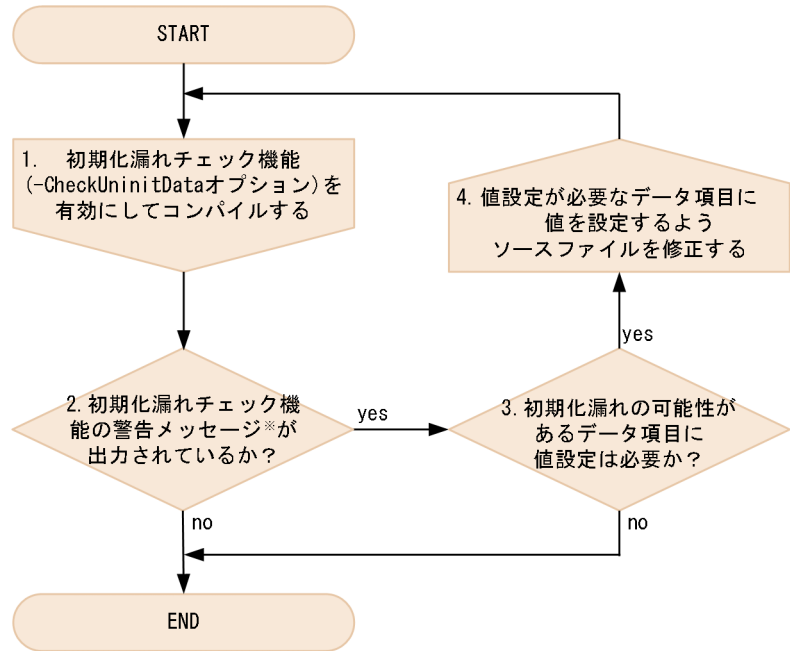 START
1. 初期化漏れチェック機能
(-CheckUninitDataオプション)を
有効にしてコンパイルする
2.初期化漏れチェック機
能の警告メッセージ※が
出力されているか？
yes
no
3.初期化漏れの可能性が
あるデータ項目に
値設定は必要か？
yes
no
4.値設定が必要なデータ項目に
値を設定するよう
ソースファイルを修正する
END